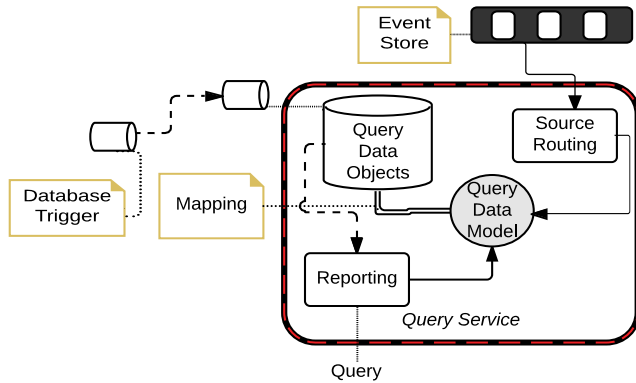 Event
Store
Query
Data
Objects
Source
Routing
Database
Trigger
Mapping
Query
Data
Model
Reporting
Query Service
Query